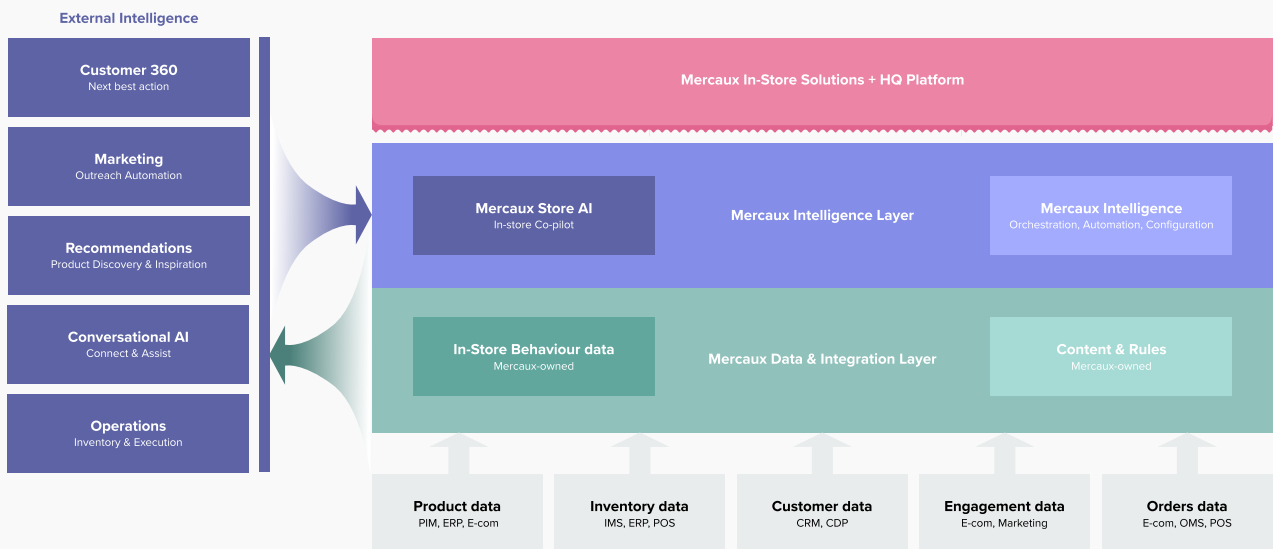 External Intelligence
Customer 360
Next best action
Marketing
Outreach Automation
Recommendations
Product Discovery & Inspiration
Conversational AI
Connect & Assist
Operations
Inventory & Execution
Mercaux In-Store Solutions + HQ Platform
Mercaux Store AI
In-store Co-pilot
Mercaux Intelligence Layer
Mercaux Intelligence
Orchestration, Automation, Configuration
In-Store Behaviour data
Mercaux-owned
Mercaux Data & Integration Layer
Content & Rules
Mercaux-owned
Product data
PIM, ERP, E-com
Inventory data
IMS, ERP, POS
Customer data
CRM, CDP
Engagement data
E-com, Marketing
Orders data
E-com, OMS, POS